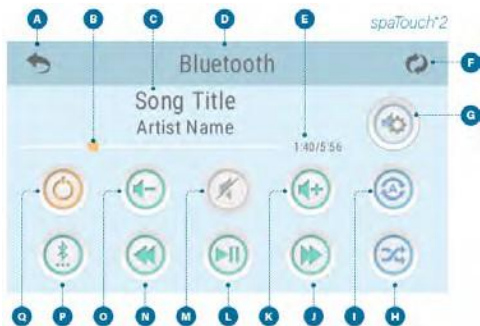 A B C D E
spaTouch*2
Bluetooth
F
Song Title
Artist Name
G
1:40/5:56
A
Q P O N M L K J I H